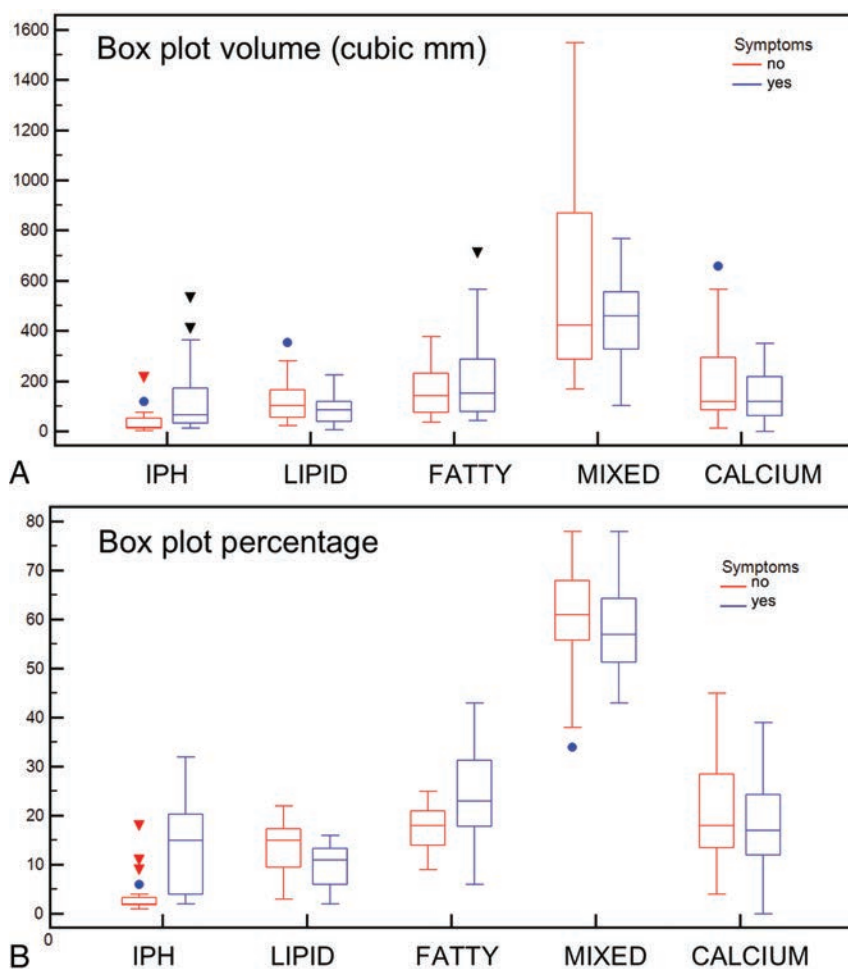 Box plot volume (cubic mm)
Symptoms
no
yes
1600
1400
1200
1000
800
600
400
200
0
A
IPH LIPID FATTY MIXED CALCIUM
Box plot percentage
Symptoms
no
yes
80
70
60
50
40
30
20
10
0
0
B
IPH LIPID FATTY MIXED CALCIUM